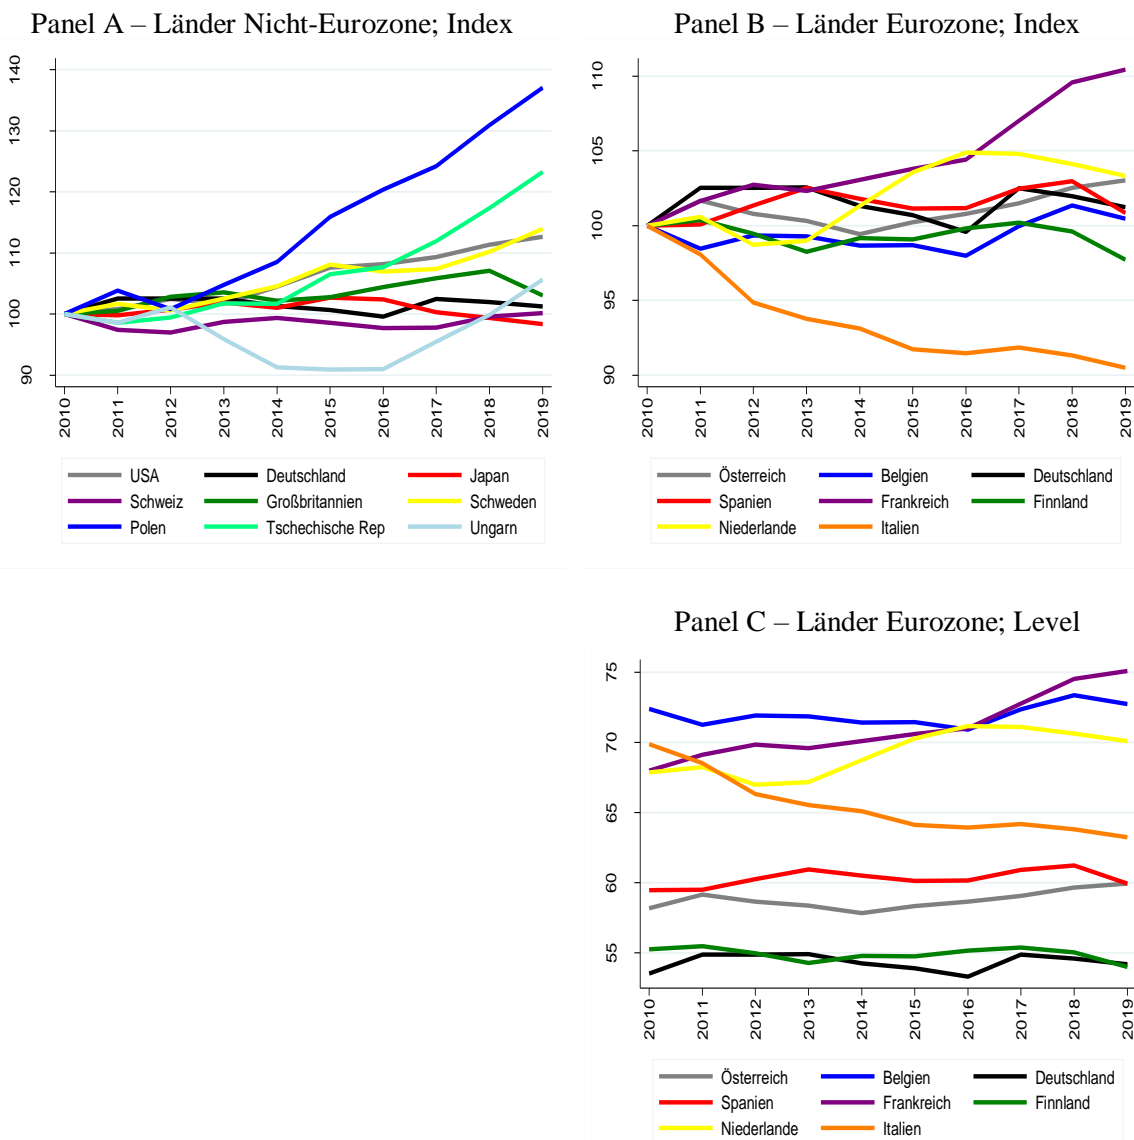 Panel A – Länder Nicht-Eurozone; Index
140
130
120
110
100
90
2010 2011 2012 2013 2014 2015 2016 2017 2018 2019
USA Deutschland Japan
Schweiz Großbritannien Schweden
Polen Tschechische Rep Ungarn
Panel B – Länder Eurozone; Index
110
105
100
95
90
2010 2011 2012 2013 2014 2015 2016 2017 2018 2019
Österreich Belgien Deutschland
Spanien Frankreich Finnland
Niederlande Italien
Panel C – Länder Eurozone; Level
75
70
65
60
55
2010 2011 2012 2013 2014 2015 2016 2017 2018 2019
Österreich Belgien Deutschland
Spanien Frankreich Finnland
Niederlande Italien